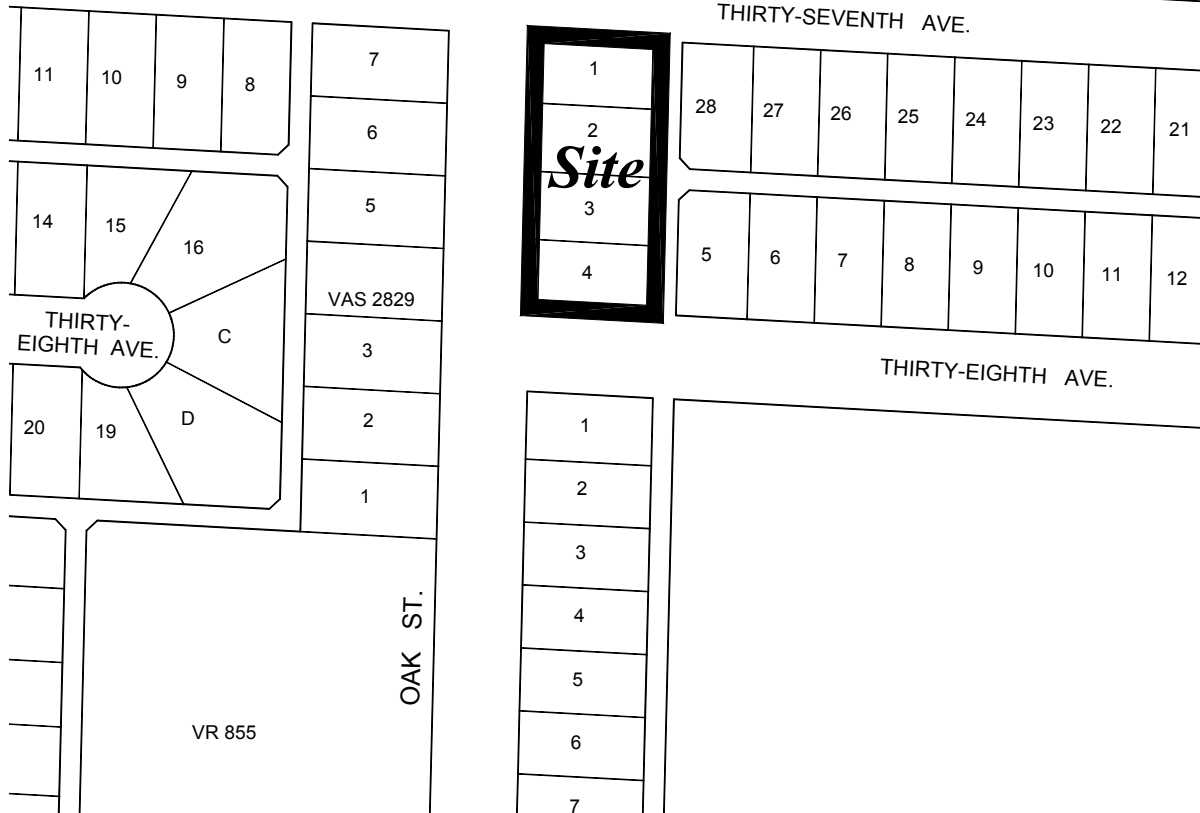 THIRTY-SEVENTH AVE.
11 10 9 8
7
6
5
VAS 2829
3
2
1
1
2
Site
3
4
28 27 26 25 24 23 22 21
5 6 7 8 9 10 11 12
14 15 16
C
D
THIRTY-
EIGHTH AVE.
20 19
THIRTY-EIGHTH AVE.
1
2
3
4
5
6
7
OAK ST.
VR 855